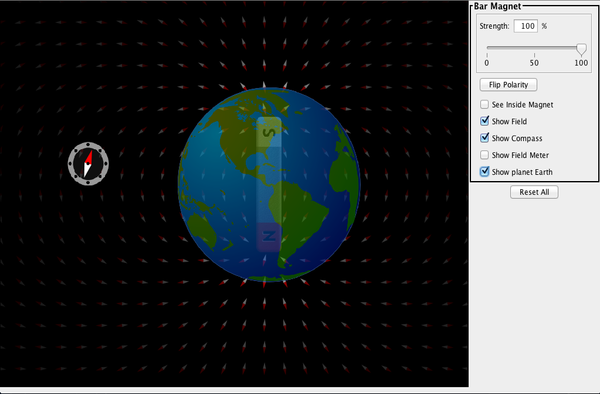 Bar Magnet
Strength: 100 %
0 50 100
Flip Polarity
See Inside Magnet
Show Field
Show Compass
Show Field Meter
Show planet Earth
Reset All
S
N